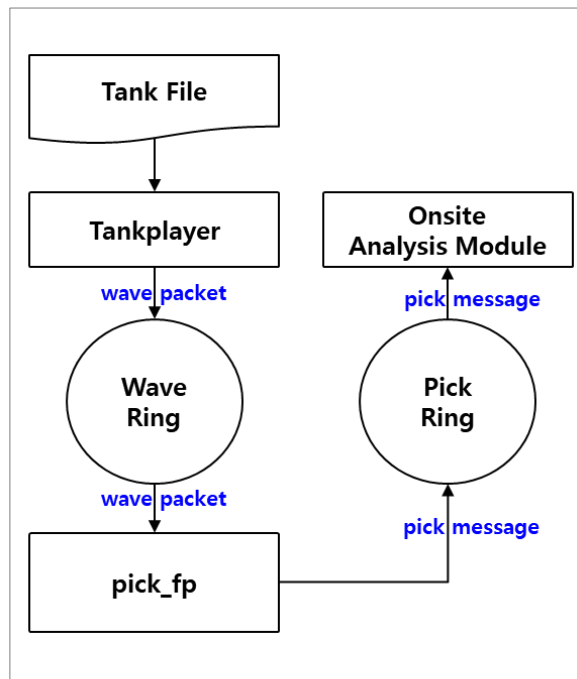 Tank File
Tankplayer
wave packet
Wave
Ring
wave packet
pick_fp
pick message
Pick
Ring
pick message
Onsite
Analysis Module